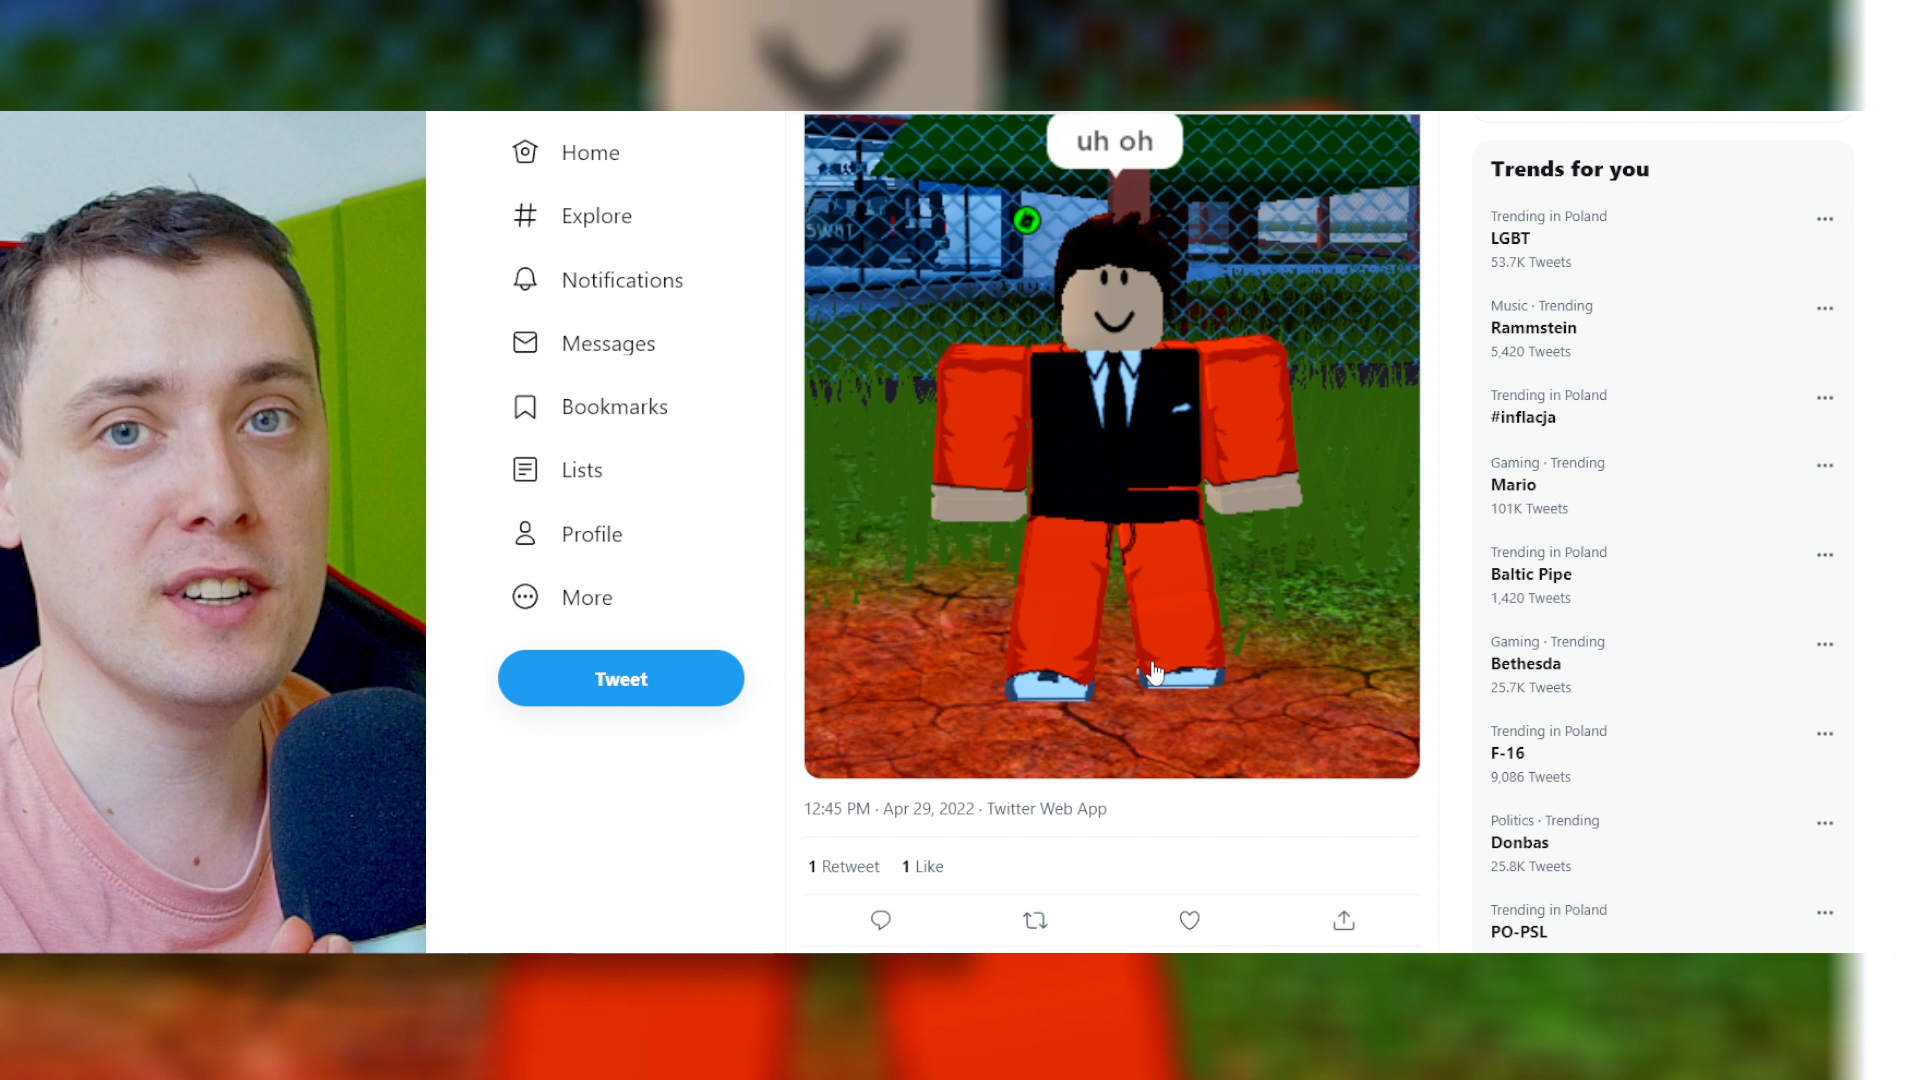 Home
Explore
Notifications
Messages
Bookmarks
Lists
Profile
More
Tweet
uh oh
12:45 PM · Apr 29, 2022 · Twitter Web App
1 Retweet 1 Like
Trends for you
Trending in Poland
LGBT
53.7K Tweets
Music · Trending
Rammstein
5,420 Tweets
Trending in Poland
#inflacja
Gaming · Trending
Mario
101K Tweets
Trending in Poland
Baltic Pipe
1,420 Tweets
Gaming · Trending
Bethesda
25.7K Tweets
Trending in Poland
F-16
9,086 Tweets
Politics · Trending
Donbas
25.8K Tweets
Trending in Poland
PO-PSL